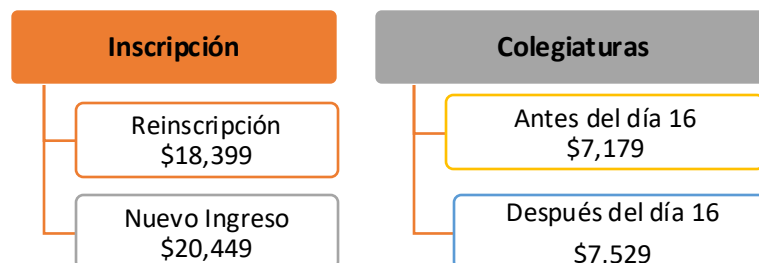 Inscripción
Reinscripción
$18,399
Nuevo Ingreso
$20,449
Colegiaturas
Antes del día 16
$7,179
Después del día 16
$7,529